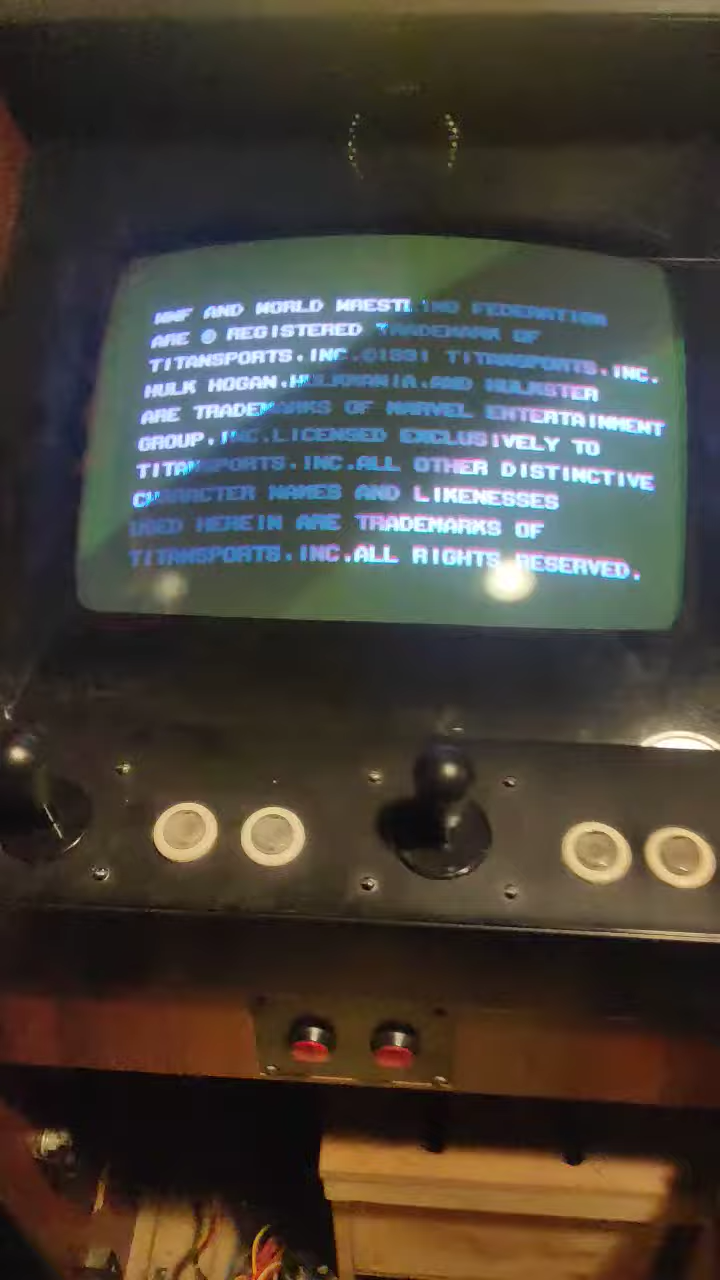 WWF AND WORLD WRESTLING FEDERATION
ARE ® REGISTERED TRADEMARK OF
TITANSPORTS.INC.©1991 TITANSPORTS.INC.
HULK HOGAN.HULKMANIA.AND HULKSTER
ARE TRADEMARKS OF MARVEL ENTERTAINMENT
GROUP.INC.LICENSED EXCLUSIVELY TO
TITANSPORTS.INC.ALL OTHER DISTINCTIVE
CHARACTER NAMES AND LIKENESSES
USED HEREIN ARE TRADEMARKS OF
TITANSPORTS.INC.ALL RIGHTS RESERVED.